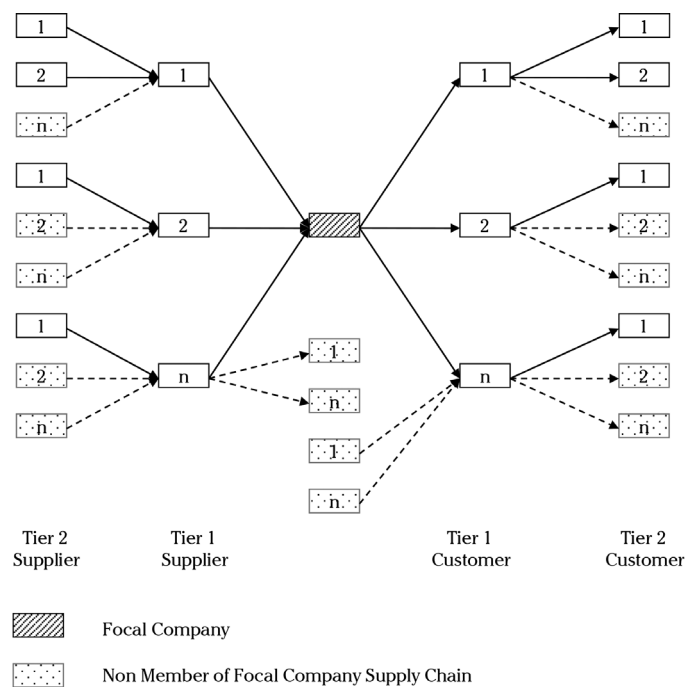 1
1
2
1
1
2
n
n
1
1
2
2
2
2
n
n
1
1
1
2
n
n
2
n
n
n
1
n
Tier 2
Supplier
Tier 1
Supplier
Tier 1
Customer
Tier 2
Customer
Focal Company
Non Member of Focal Company Supply Chain